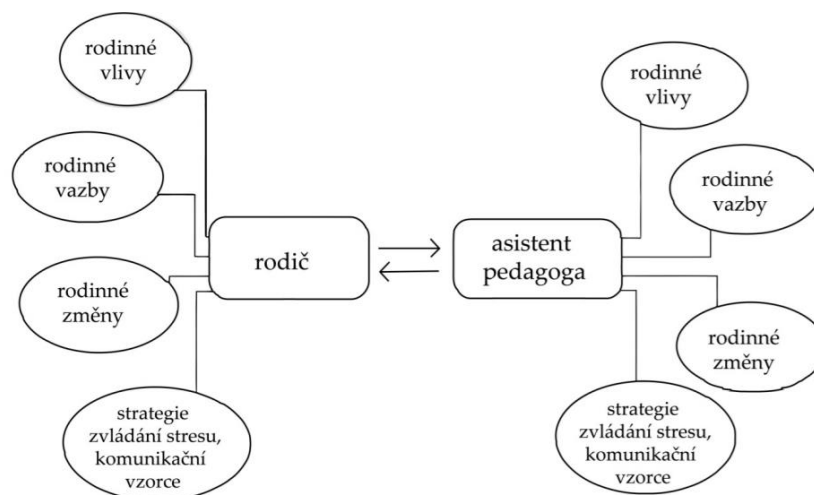 rodinné
vlivy
rodinné
vazby
rodinné
změny
strategie
zvládání stresu,
komunikační
vzorce
rodič
asistent
pedagoga
rodinné
vlivy
rodinné
vazby
rodinné
změny
strategie
zvládání stresu,
komunikační
vzorce